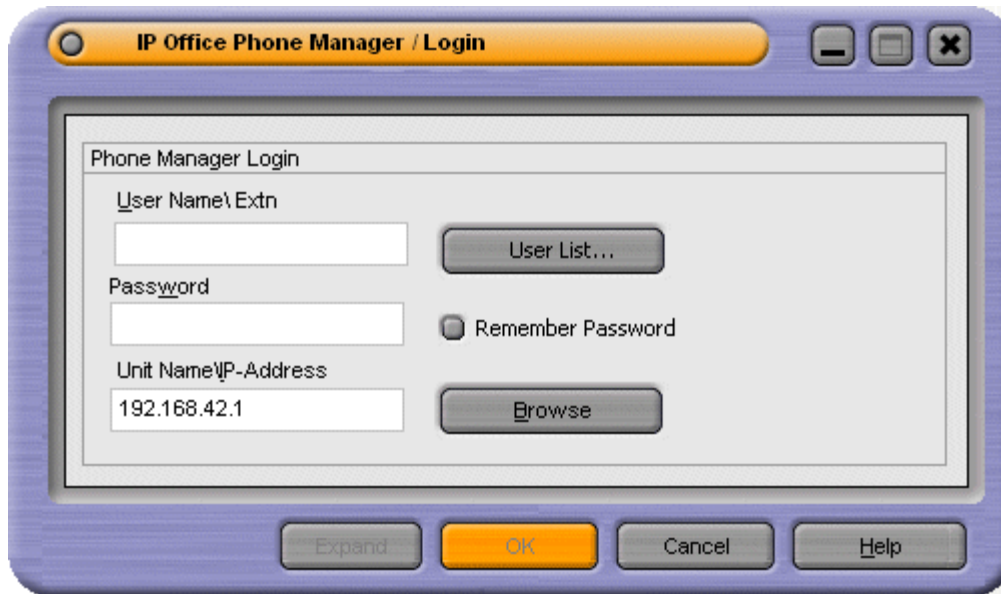 IP Office Phone Manager / Login
Phone Manager Login
User Name\ Extn
User List...
Password
Remember Password
Unit Name\IP-Address
192.168.42.1
Browse
Expand
OK
Cancel
Help